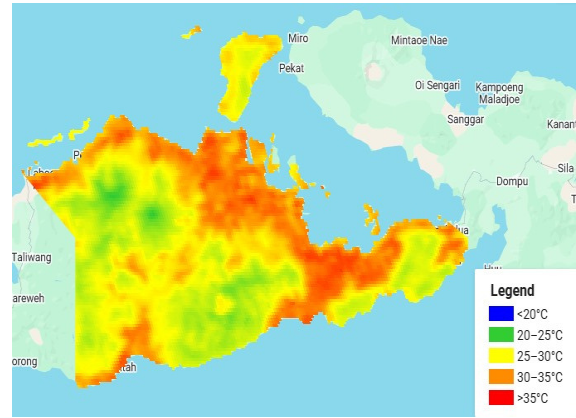 Miro
Mintaoe Nae
Pekat
Oi Sengari
Kampoeng
Maladjoe
Sanggar
Kanant
Sila
Dompu
Taliwang
areweh
orong
Legend
<20°C
20–25°C
25–30°C
30–35°C
>35°C